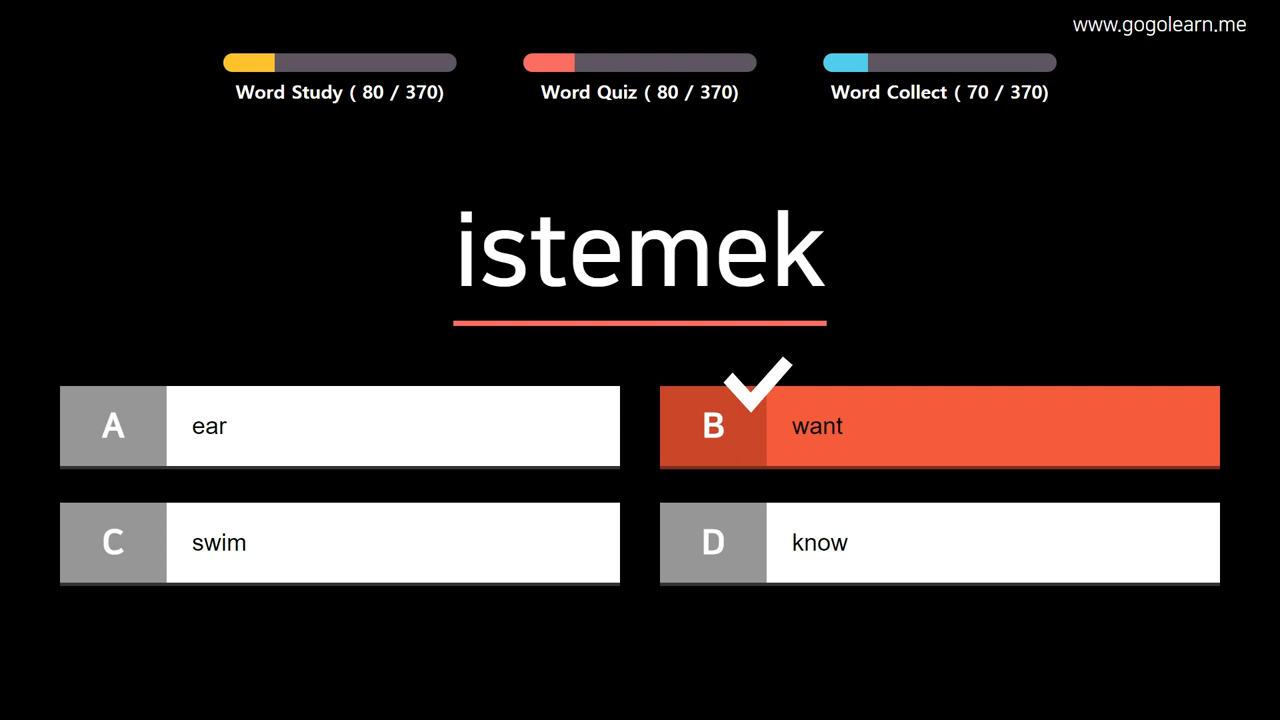 www.gogolearn.me
Word Study ( 80 / 370)
Word Quiz ( 80 / 370)
Word Collect ( 70 / 370)
istemek
A ear
B want
C swim
D know